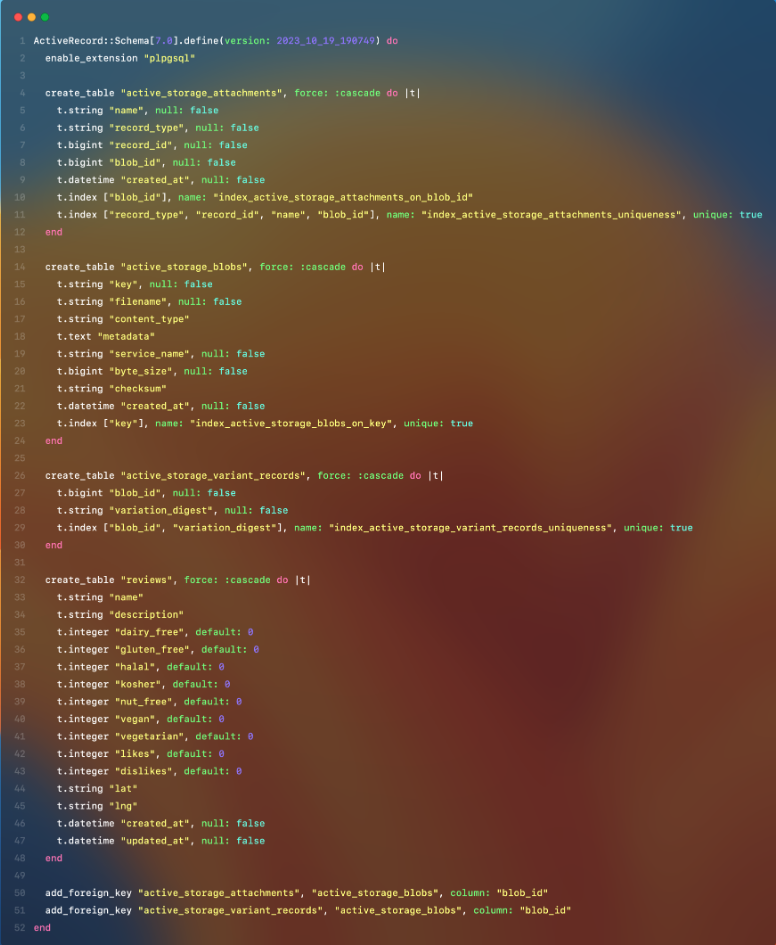 1 ActiveRecord::Schema[7.0].define(version: 2023_10_19_190749) do
2 enable_extension "plpgsql"
3
4 create_table "active_storage_attachments", force: :cascade do |t|
5 t.string "name", null: false
6 t.string "record_type", null: false
7 t.bigint "record_id", null: false
8 t.bigint "blob_id", null: false
9 t.datetime "created_at", null: false
10 t.index ["blob_id"], name: "index_active_storage_attachments_on_blob_id"
11 t.index ["record_type", "record_id", "name", "blob_id"], name: "index_active_storage_attachments_uniqueness", unique: true
12 end
13
14 create_table "active_storage_blobs", force: :cascade do |t|
15 t.string "key", null: false
16 t.string "filename", null: false
17 t.string "content_type"
18 t.text "metadata"
19 t.string "service_name", null: false
20 t.bigint "byte_size", null: false
21 t.string "checksum"
22 t.datetime "created_at", null: false
23 t.index ["key"], name: "index_active_storage_blobs_on_key", unique: true
24 end
25
26 create_table "active_storage_variant_records", force: :cascade do |t|
27 t.bigint "blob_id", null: false
28 t.string "variation_digest", null: false
29 t.index ["blob_id", "variation_digest"], name: "index_active_storage_variant_records_uniqueness", unique: true
30 end
31
32 create_table "reviews", force: :cascade do |t|
33 t.string "name"
34 t.string "description"
35 t.integer "dairy_free", default: 0
36 t.integer "gluten_free", default: 0
37 t.integer "halal", default: 0
38 t.integer "kosher", default: 0
39 t.integer "nut_free", default: 0
40 t.integer "vegan", default: 0
41 t.integer "vegetarian", default: 0
42 t.integer "likes", default: 0
43 t.integer "dislikes", default: 0
44 t.string "lat"
45 t.string "lng"
46 t.datetime "created_at", null: false
47 t.datetime "updated_at", null: false
48 end
49
50 add_foreign_key "active_storage_attachments", "active_storage_blobs", column: "blob_id"
51 add_foreign_key "active_storage_variant_records", "active_storage_blobs", column: "blob_id"
52 end